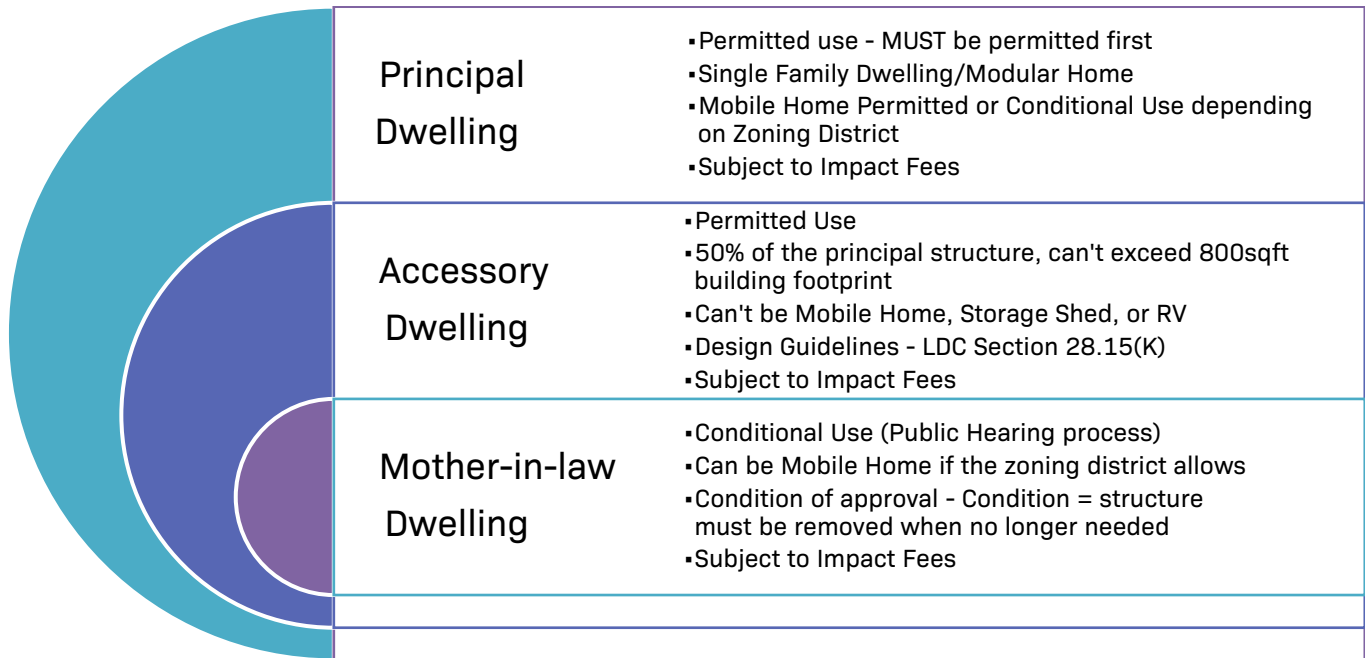 Principal
Dwelling
▪Permitted use - MUST be permitted first
▪Single Family Dwelling/Modular Home
▪Mobile Home Permitted or Conditional Use depending
on Zoning District
▪Subject to Impact Fees
Accessory
Dwelling
▪Permitted Use
▪50% of the principal structure, can't exceed 800sqft
building footprint
▪Can't be Mobile Home, Storage Shed, or RV
▪Design Guidelines - LDC Section 28.15(K)
▪Subject to Impact Fees
Mother-in-law
Dwelling
▪Conditional Use (Public Hearing process)
▪Can be Mobile Home if the zoning district allows
▪Condition of approval - Condition = structure
must be removed when no longer needed
▪Subject to Impact Fees